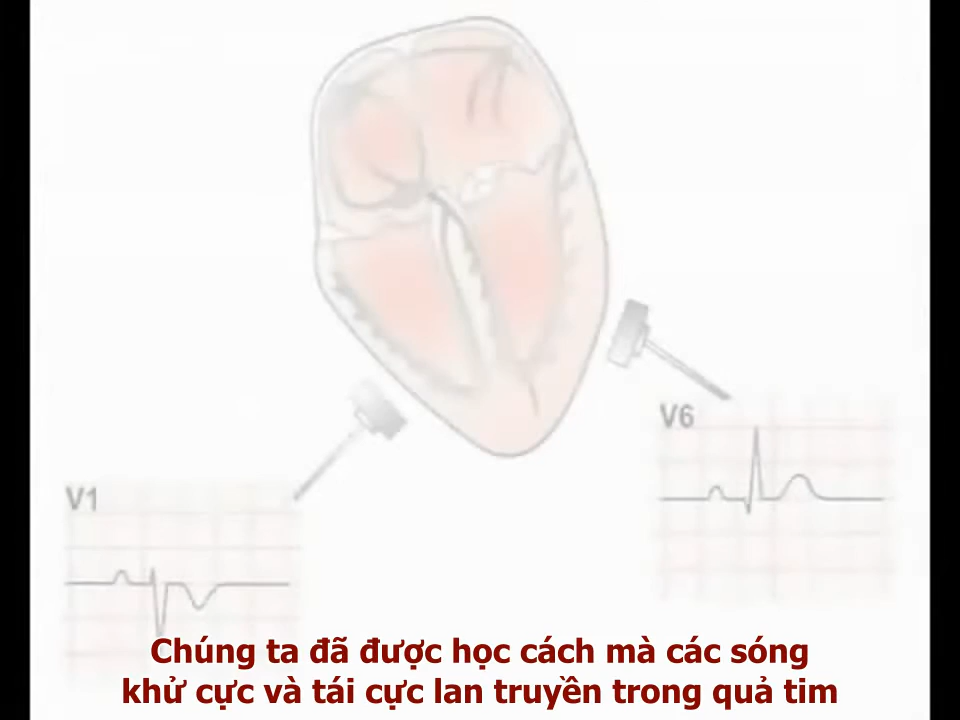 V6
V1
Chúng ta đã được học cách mà các sóng
khử cực và tái cực lan truyền trong quả tim